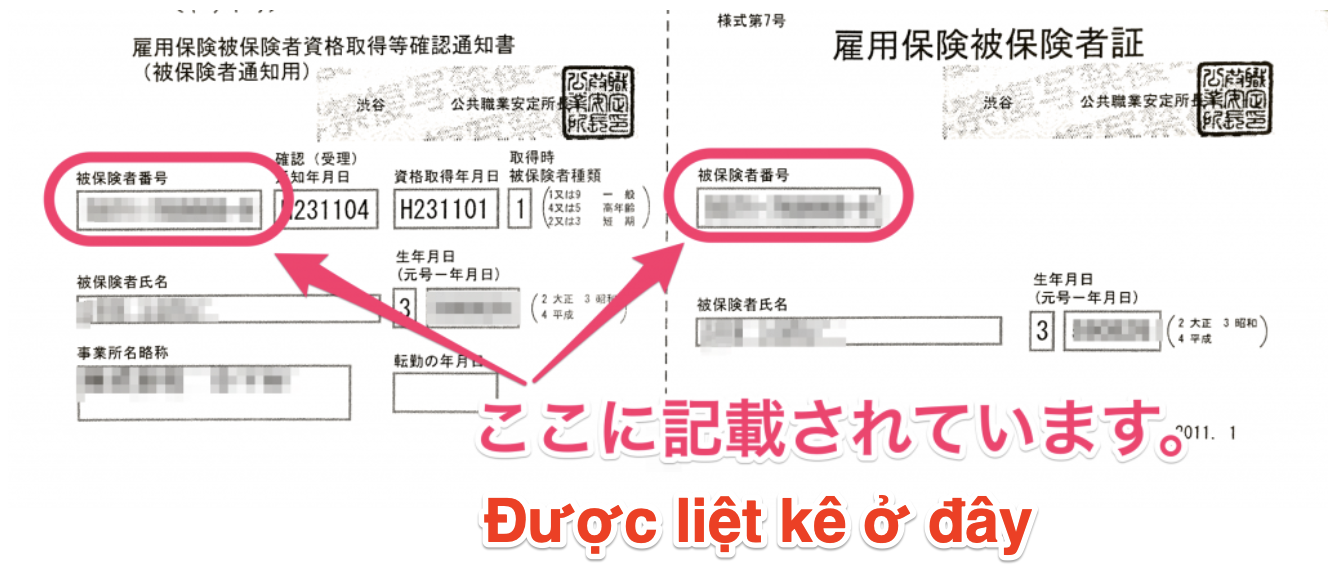 雇用保険被保険者資格取得等確認通知書
(被保険者通知用)
渋谷 公共職業安定所長
被保険者番号
確認(受理)
通知年月日
H231104
資格取得年月日
H231101
取得時
被保険者種類
1
(1又は9 一 般
4又は5 高年齢
2又は3 短 期)
被保険者氏名
生年月日
(元号ー年月日)
3
(2 大正 3 昭和
4 平成)
事業所名略称
転勤の年月日
様式第7号
雇用保険被保険者証
渋谷 公共職業安定所長
被保険者番号
被保険者氏名
生年月日
(元号ー年月日)
3
(2 大正 3 昭和
4 平成)
ここに記載されています。
2011. 1
Được liệt kê ở đây